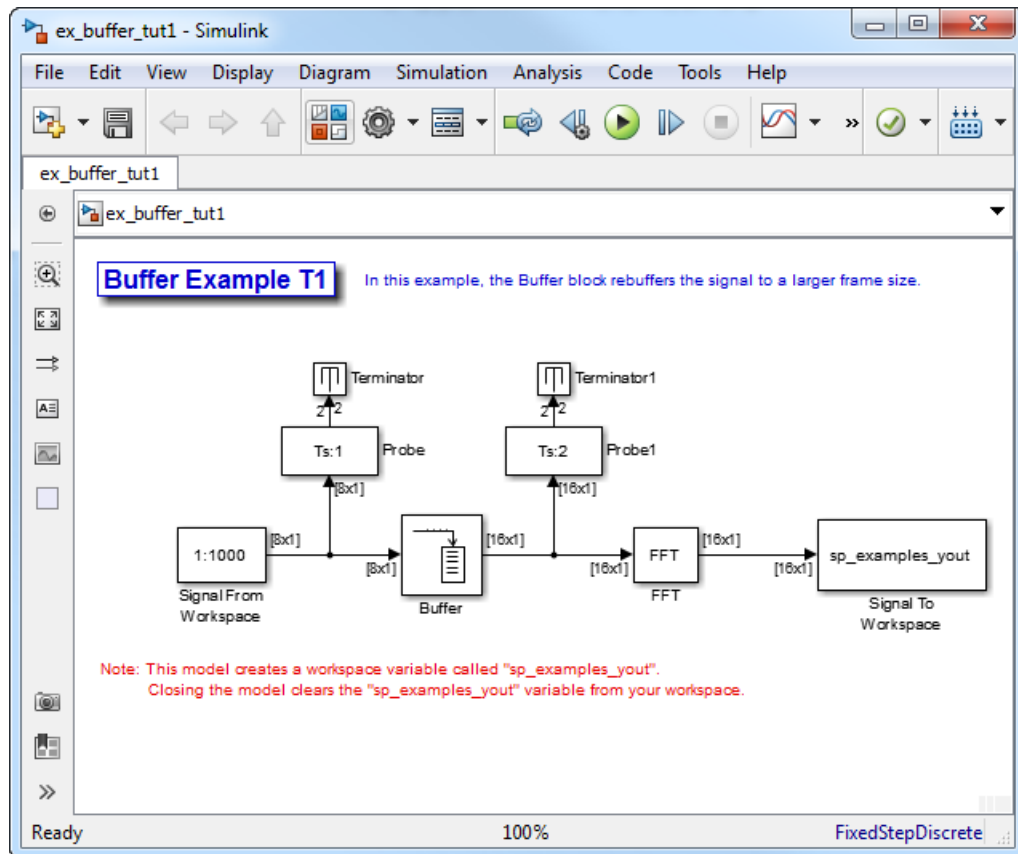 ex_buffer_tut1 - Simulink
File Edit View Display Diagram Simulation Analysis Code Tools Help
»
ex_buffer_tut1
ex_buffer_tut1
Buffer Example T1
In this example, the Buffer block rebuffers the signal to a larger frame size.
Terminator
Terminator1
2 2
2 2
Ts:1
Probe
Ts:2
Probe1
[8x1]
[16x1]
1:1000
[8x1]
[8x1]
[16x1]
[16x1]
FFT
[16x1]
[16x1]
sp_examples_yout
Signal From
Workspace
Buffer
FFT
Signal To
Workspace
Note: This model creates a workspace variable called "sp_examples_yout".
Closing the model clears the "sp_examples_yout" variable from your workspace.
A
»
Ready 100% FixedStepDiscrete